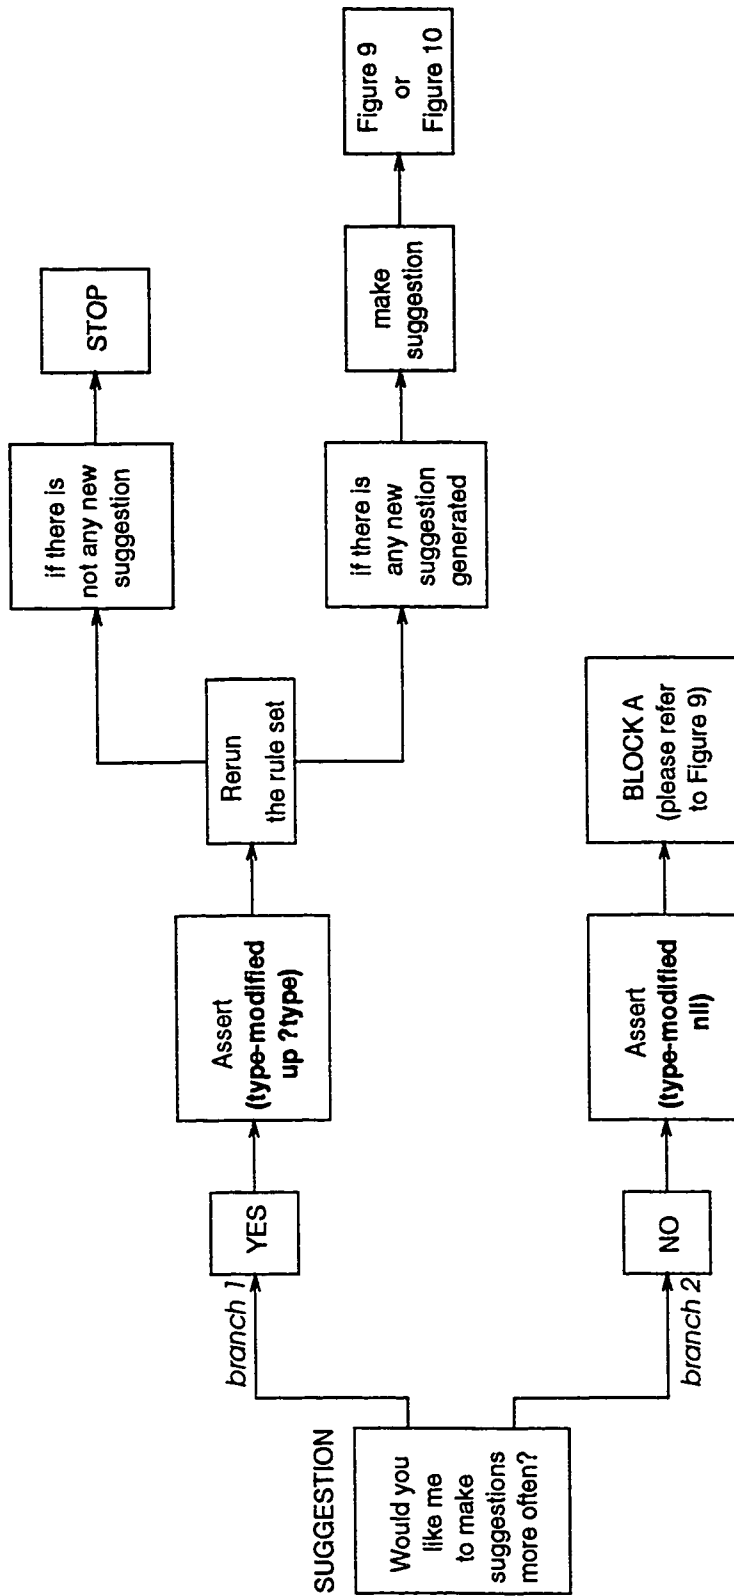 SUGGESTION
Would you
like me
to make
suggestions
more often?
branch 1
YES
Assert
(type-modified
up ?type)
Rerun
the rule set
if there is
not any new
suggestion
STOP
if there is
any new
suggestion
generated
make
suggestion
Figure 9
or
Figure 10
branch 2
NO
Assert
(type-modified
nil)
BLOCK A
(please refer
to Figure 9)